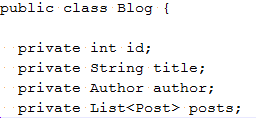 public class Blog {
private int id;
private String title;
private Author author;
private List<Post> posts;